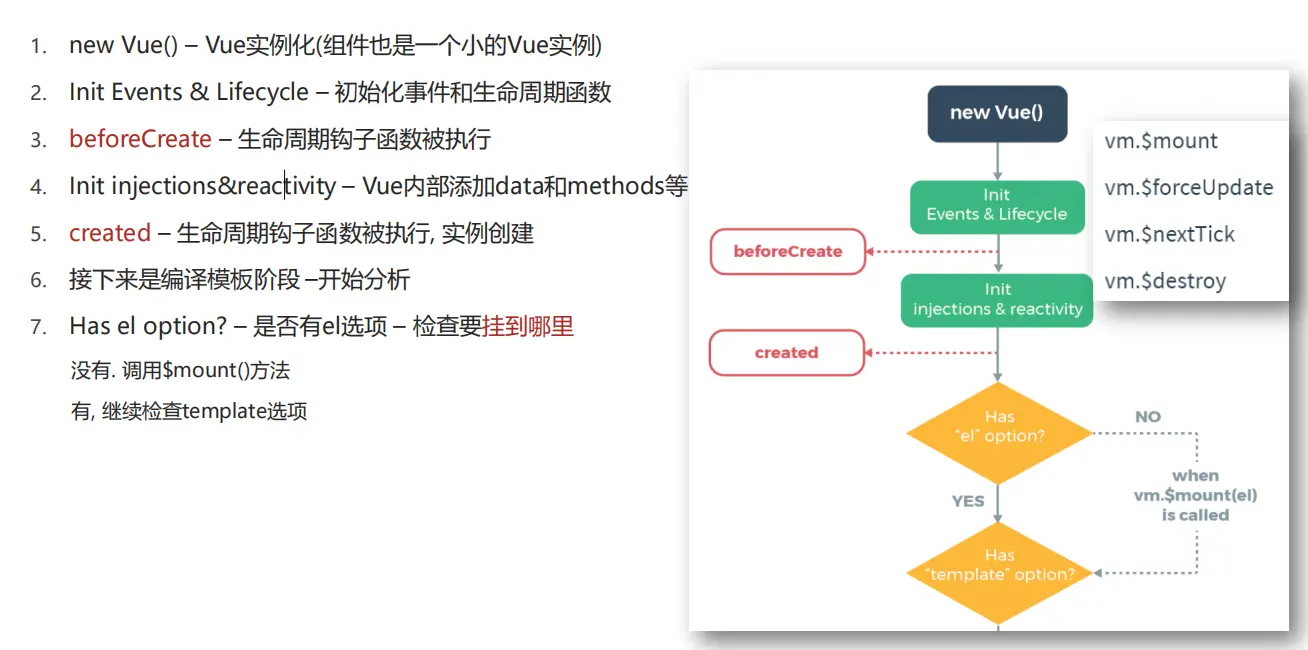 1. new Vue() – Vue实例化(组件也是一个小的Vue实例)
2. Init Events & Lifecycle – 初始化事件和生命周期函数
3. beforeCreate – 生命周期钩子函数被执行
4. Init injections&reactivity – Vue内部添加data和methods等
5. created – 生命周期钩子函数被执行, 实例创建
6. 接下来是编译模板阶段 –开始分析
7. Has el option? – 是否有el选项 – 检查要挂到哪里
没有. 调用$mount()方法
有, 继续检查template选项
new Vue()
vm.$mount
vm.$forceUpdate
vm.$nextTick
vm.$destroy
Init
Events & Lifecycle
beforeCreate
Init
injections & reactivity
created
Has
“el” option?
NO
when
vm.$mount(el)
is called
YES
Has
“template” option?